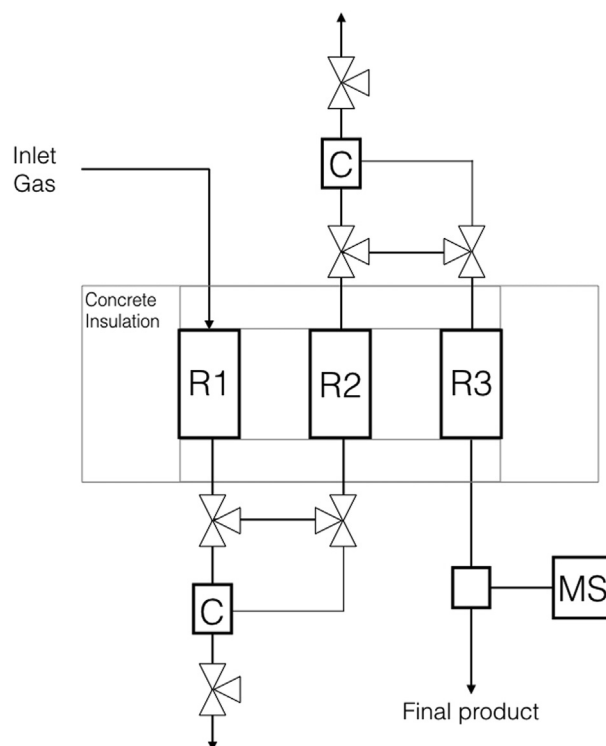 C
Inlet
Gas
Concrete
Insulation
R1
R2
R3
C
MS
Final product